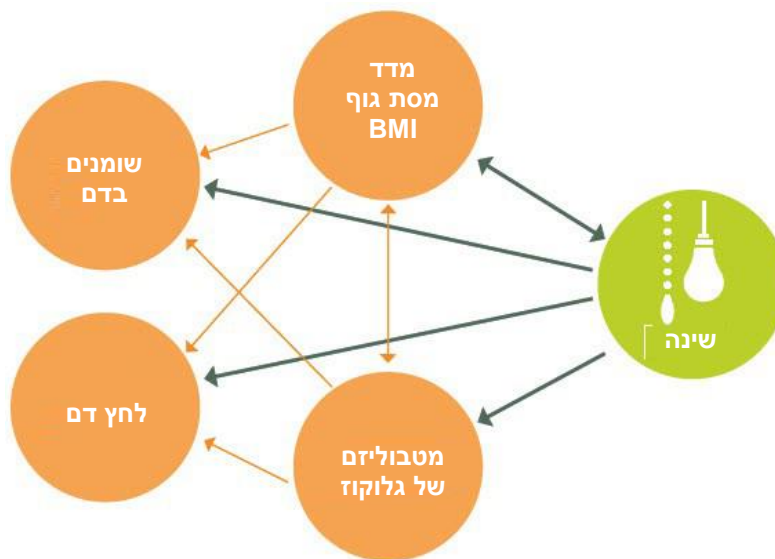 מדד
מסת גוף
BMI
שומנים
בדם
שינה
לחץ דם
מטבוליזם
של גלוקוז